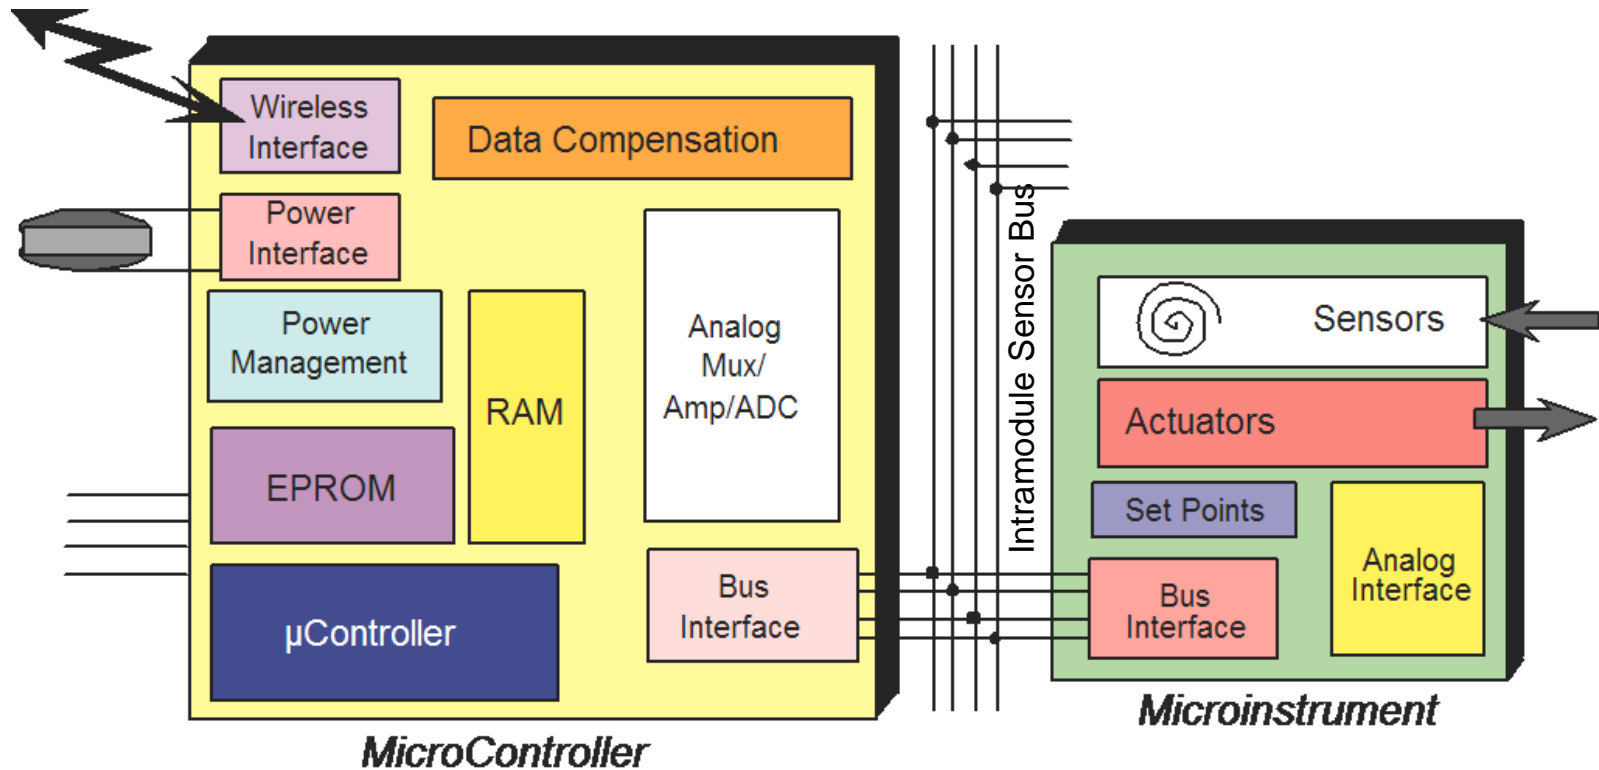 Wireless
Interface
Data Compensation
Power
Interface
Power
Management
RAM
Analog
Mux/
Amp/ADC
EPROM
µController
Bus
Interface
MicroController
Intramodule Sensor Bus
Sensors
Actuators
Set Points
Analog
Interface
Bus
Interface
Microinstrument